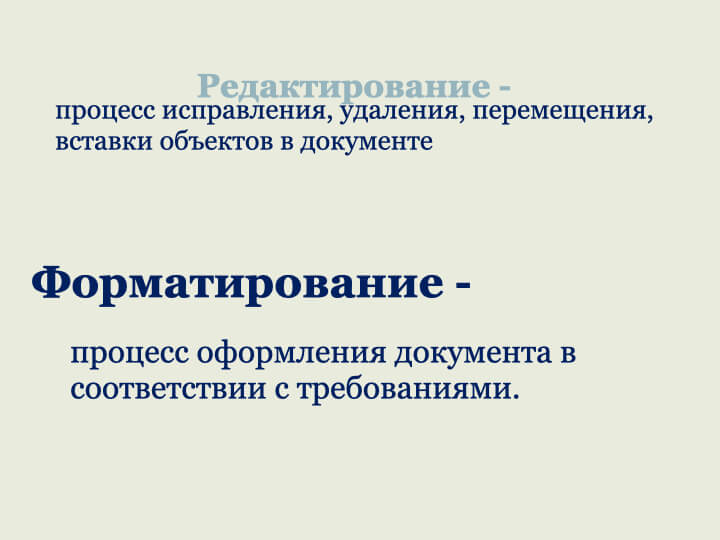 Редактирование -
процесс исправления, удаления, перемещения,
вставки объектов в документе
Форматирование -
процесс оформления документа в
соответствии с требованиями.